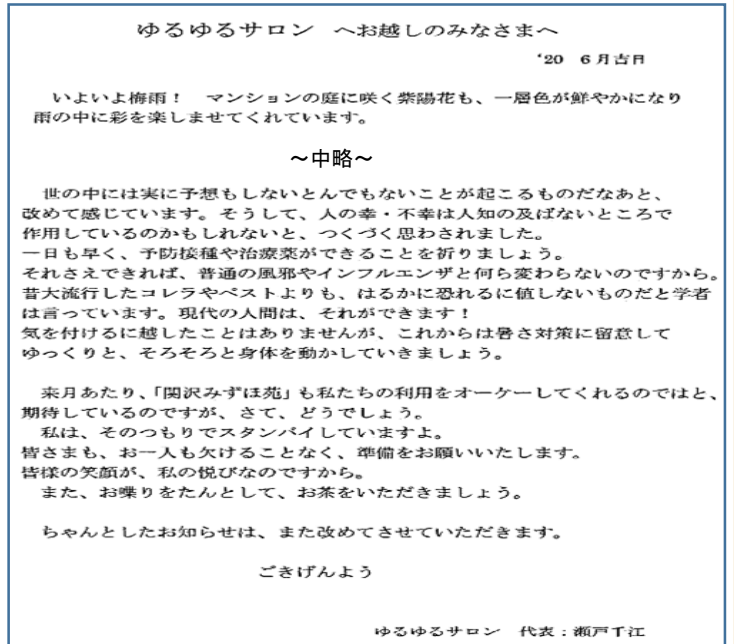 ゆるゆるサロン　へお越しのみなさまへ
‘20　6月吉日
いよいよ梅雨！　マンションの庭に咲く紫陽花も、一層色が鮮やかになり
雨の中に彩を楽しませてくれています。
～中略～
世の中には実に予想もしないとんでもないことが起こるものだなあと、
改めて感じています。そうして、人の幸・不幸は人知の及ばないところで
作用しているのかもしれないと、つくづく思わされました。
一日も早く、予防接種や治療薬ができることを祈りましょう。
それさえできれば、普通の風邪やインフルエンザと何ら変わらないのですから。
昔大流行したコレラやペストよりも、はるかに恐れるに値しないものだと学者
は言っています。現代の人間は、それができます！
気を付けるに越したことはありませんが、これからは暑さ対策に留意して
ゆっくりと、そろそろと身体を動かしていきましょう。
来月あたり、「関沢みずほ苑」も私たちの利用をオーケーしてくれるのではと、
期待しているのですが、さて、どうでしょう。
私は、そのつもりでスタンバイしていますよ。
皆さまも、お一人も欠けることなく、準備をお願いいたします。
皆様の笑顔が、私の悦びなのですから。
また、お喋りをたんとして、お茶をいただきましょう。
ちゃんとしたお知らせは、また改めてさせていただきます。
ごきげんよう
ゆるゆるサロン　代表：瀬戸千江